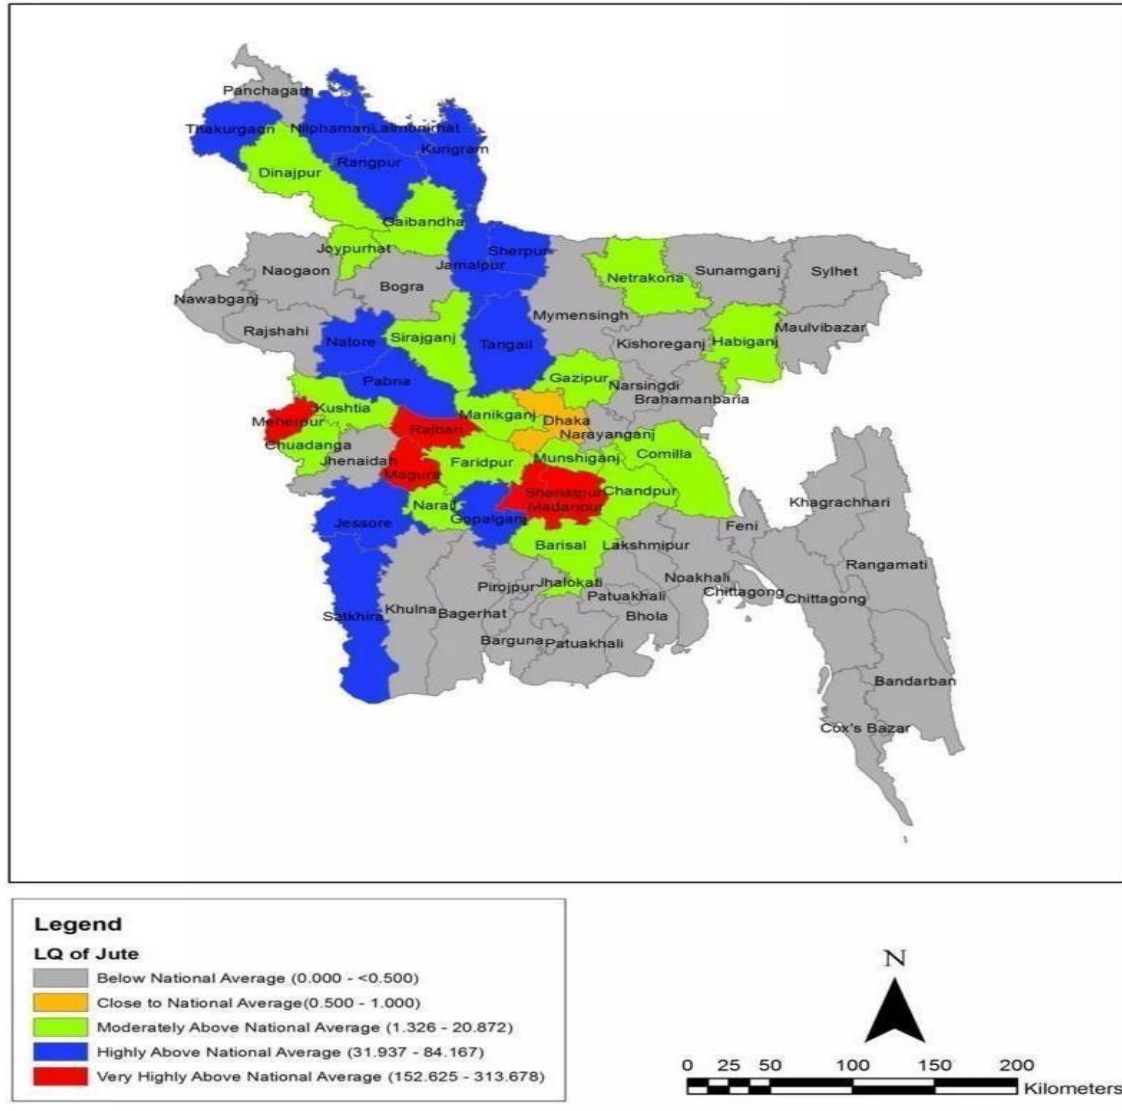 Panchagarh
Thakurgaon
Nilphamari
Lalmonirhat
Kurigram
Rangpur
Dinajpur
Gaibandha
Joypurhat
Sherpur
Jamalpur
Naogaon
Bogra
Netrakona
Sunamganj
Sylhet
Nawabganj
Mymensingh
Rajshahi
Natore
Sirajganj
Tangail
Kishoreganj
Habiganj
Maulvibazar
Pabna
Gazipur
Narsingdi
Brahamanbaria
Kushtia
Manikganj
Dhaka
Meherpur
Rajbari
Narayanganj
Chuadanga
Jhenaidah
Faridpur
Munshiganj
Comilla
Magura
Shariatpur
Chandpur
Narail
Madaripur
Khagrachhari
Jessore
Gopalganj
Feni
Barisal
Lakshmipur
Rangamati
Pirojpur
Jhalokati
Noakhali
Chittagong
Chittagong
Patuakhali
Satkhira
Khulna
Bagerhat
Bhola
Barguna
Patuakhali
Bandarban
Cox's Bazar
Legend
LQ of Jute
Below National Average (0.000 - <0.500)
Close to National Average(0.500 - 1.000)
Moderately Above National Average (1.326 - 20.872)
Highly Above National Average (31.937 - 84.167)
Very Highly Above National Average (152.625 - 313.678)
N
0 25 50 100 150 200
Kilometers